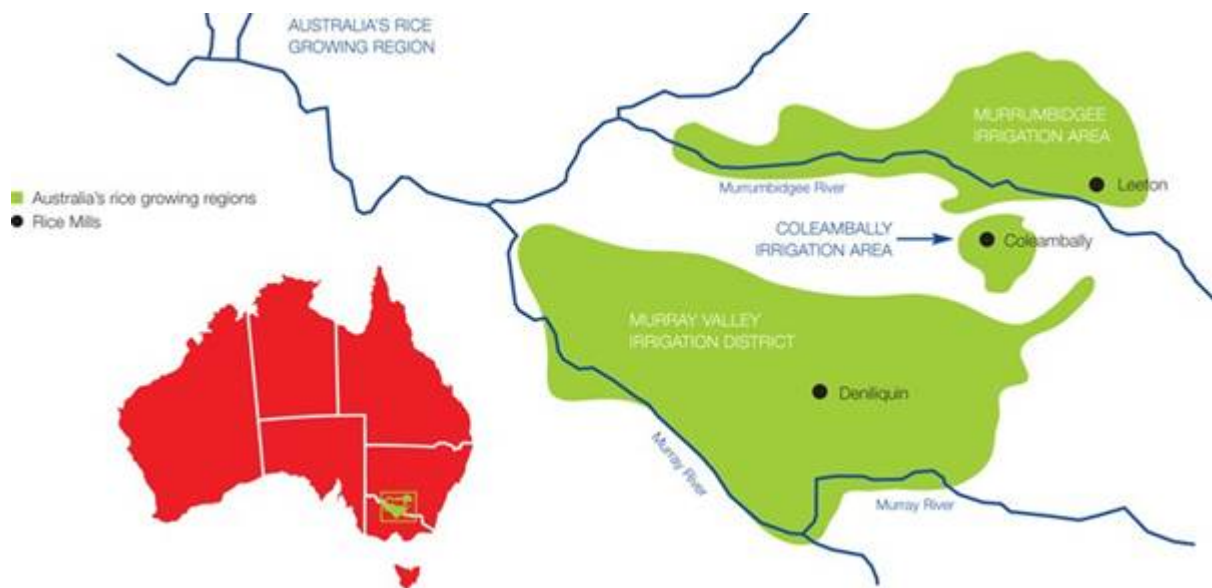 AUSTRALIA'S RICE
GROWING REGION
MURRUMBIDGEE
IRRIGATION AREA
Murrumbidgee River
Leeton
Australia's rice growing regions
Rice Mills
COLEAMBALLY
IRRIGATION AREA
Coleambally
MURRAY VALLEY
IRRIGATION DISTRICT
Deniliquin
Murray River
Murray River